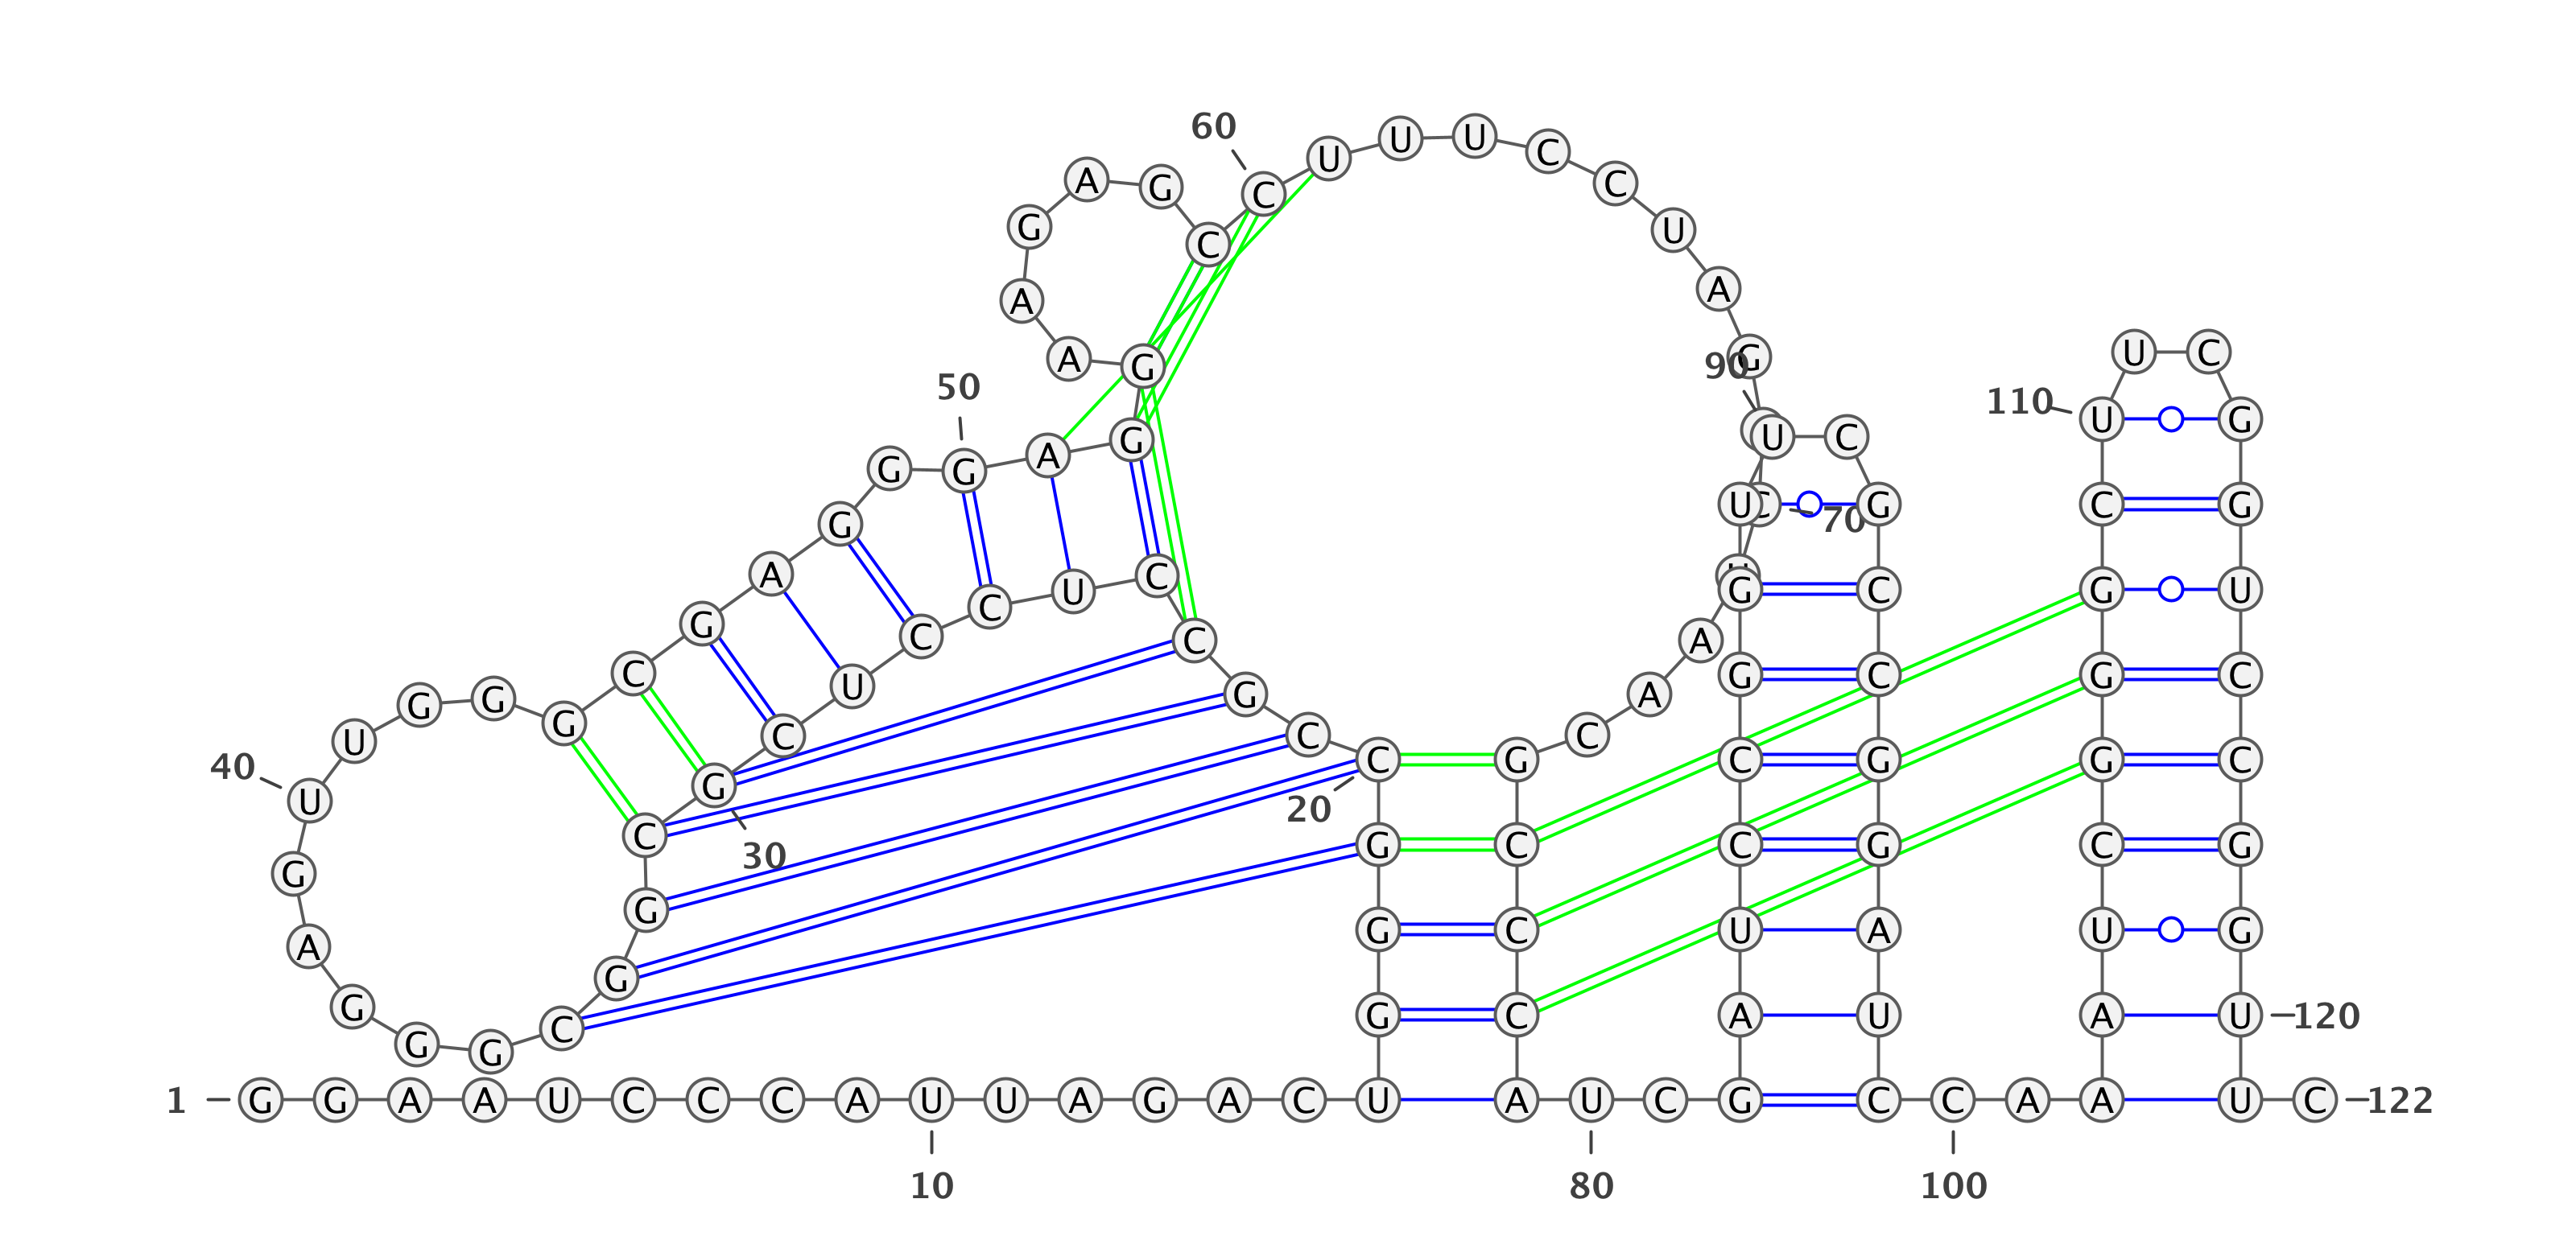 60
U U U C
A G C C
G C U
A A
A G 90 G U C
50
110 U G
G U C
G G A
U C G C G
G 70
A C
C U G C G U
G C C A
C U G C G C
G G G G A
U C C C
40 C G C G G C
U G 20
C G C C G C G
30
G
G
A G C U A U G
G
G C G C A U A U 120
G G
1 G G A A U C C C A U U A G A C U A U C G C C A A U C 122
10 80 100